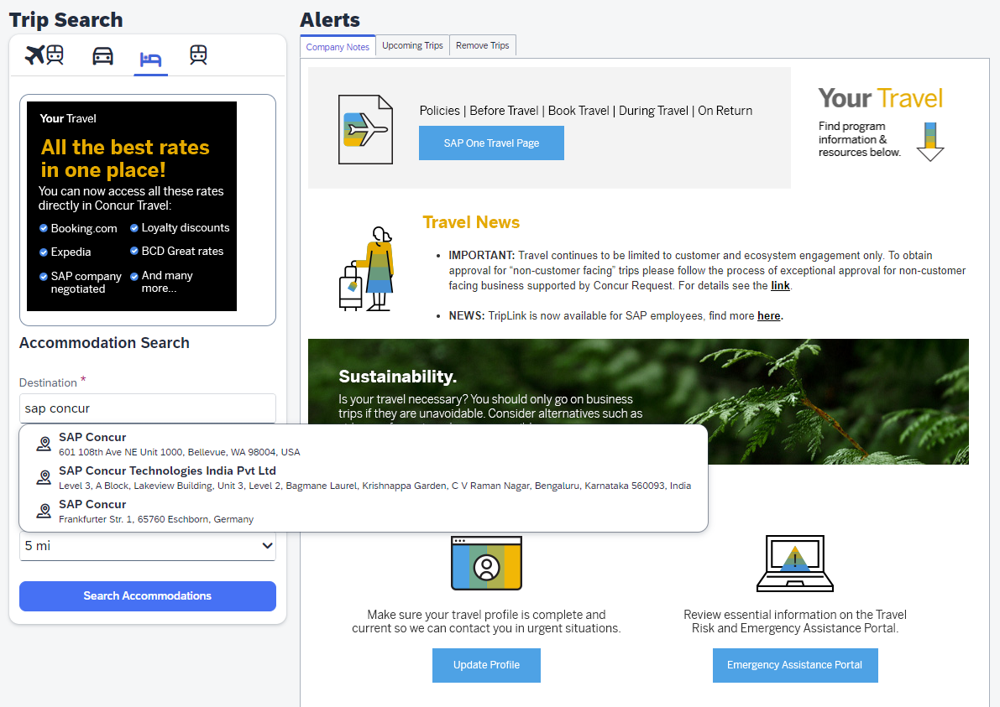 Trip Search
Your Travel
All the best rates
in one place!
You can now access all these rates
directly in Concur Travel:
Booking.com
Loyalty discounts
Expedia
BCD Great rates
SAP company
negotiated
And many
more...
Accommodation Search
Destination *
sap concur
SAP Concur
601 108th Ave NE Unit 1000, Bellevue, WA 98004, USA
SAP Concur Technologies India Pvt Ltd
Level 3, A Block, Lakeview Building, Unit 3, Level 2, Bagmane Laurel, Krishnappa Garden, C V Raman Nagar, Bengaluru, Karnataka 560093, India
SAP Concur
Frankfurter Str. 1, 65760 Eschborn, Germany
5 mi
Search Accommodations
Alerts
Company Notes
Upcoming Trips
Remove Trips
Policies | Before Travel | Book Travel | During Travel | On Return
SAP One Travel Page
Your Travel
Find program
information &
resources below.
Travel News
IMPORTANT: Travel continues to be limited to customer and ecosystem engagement only. To obtain
approval for “non-customer facing” trips please follow the process of exceptional approval for non-customer
facing business supported by Concur Request. For details see the link.
NEWS: TripLink is now available for SAP employees, find more here.
Sustainability.
Is your travel necessary? You should only go on business
trips if they are unavoidable. Consider alternatives such as
Make sure your travel profile is complete and
current so we can contact you in urgent situations.
Update Profile
Review essential information on the Travel
Risk and Emergency Assistance Portal.
Emergency Assistance Portal